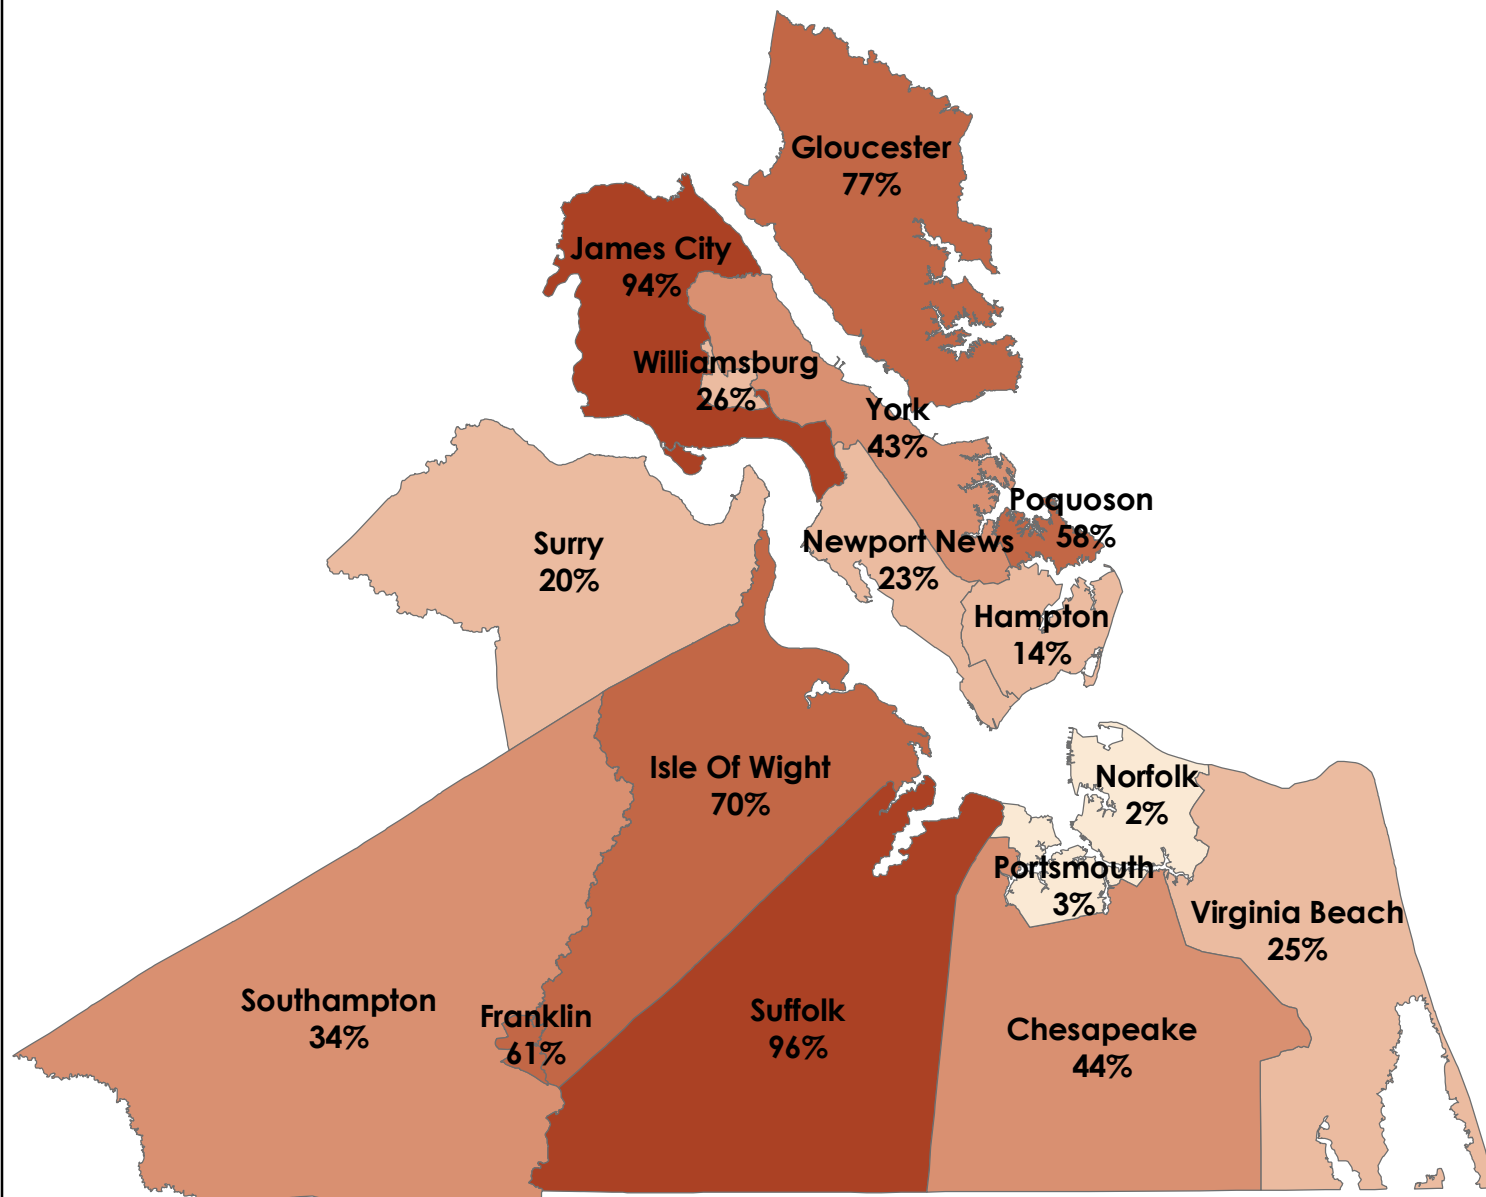 Gloucester
77%
James City
94%
Williamsburg
26%
York
43%
Poquoson
58%
Surry
20%
Newport News
23%
Hampton
14%
Isle Of Wight
70%
Norfolk
2%
Portsmouth
3%
Virginia Beach
25%
Southampton
34%
Franklin
61%
Suffolk
96%
Chesapeake
44%